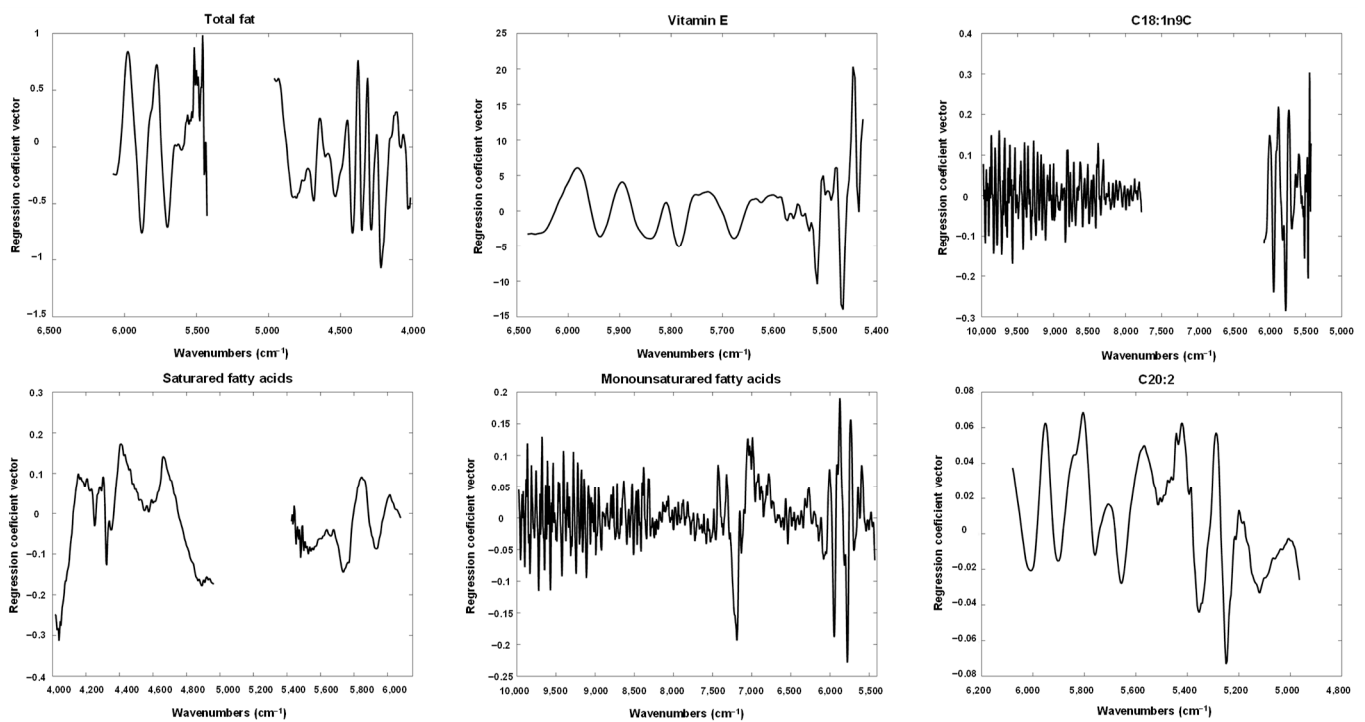 Total fat
Regression coeficient vector
1
0.5
0
−0.5
−1
−1.5
6,500 6,000 5,500 5,000 4,500 4,000
Wavenumbers (cm⁻¹)
Vitamin E
Regression coeficient vector
25
20
15
10
5
0
−5
−10
−15
6,500 6,000 5,900 5,800 5,700 5,600 5,500 5,400
Wavenumbers (cm⁻¹)
C18:1n9C
Regression coeficient vector
0.4
0.3
0.2
0.1
0
−0.1
−0.2
−0.3
10,000 9,500 9,000 8,500 8,000 7,500 7,000 6,500 6,000 5,500 5,000
Wavenumbers (cm⁻¹)
Saturared fatty acids
Regression coeficient vector
0.3
0.2
0.1
0
−0.1
−0.2
−0.3
−0.4
4,000 4,200 4,400 4,600 4,800 5,000 5,200 5,400 5,600 5,800 6,000
Wavenumbers (cm⁻¹)
Monounsaturared fatty acids
Regression coeficient vector
0.2
0.15
0.1
0.05
0
−0.05
−0.1
−0.15
−0.2
−0.25
10,000 9,500 9,000 8,500 8,000 7,500 7,000 6,500 6,000 5,500
Wavenumbers (cm⁻¹)
C20:2
Regression coeficient vector
0.08
0.06
0.04
0.02
0
−0.02
−0.04
−0.06
−0.08
6,200 6,000 5,800 5,600 5,400 5,200 5,000 4,800
Wavenumbers (cm⁻¹)